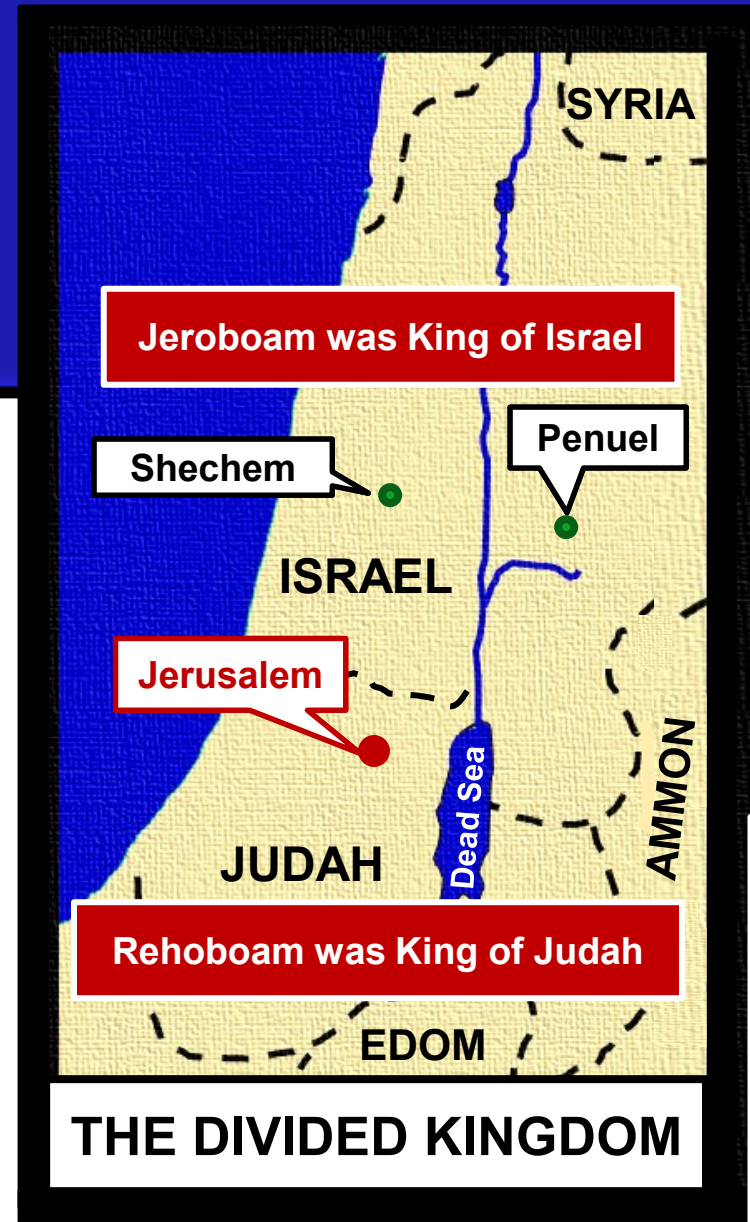 SYRIA
Jeroboam was King of Israel
Penuel
Shechem
ISRAEL
Jerusalem
AMMON
Dead Sea
JUDAH
Rehoboam was King of Judah
EDOM
THE DIVIDED KINGDOM